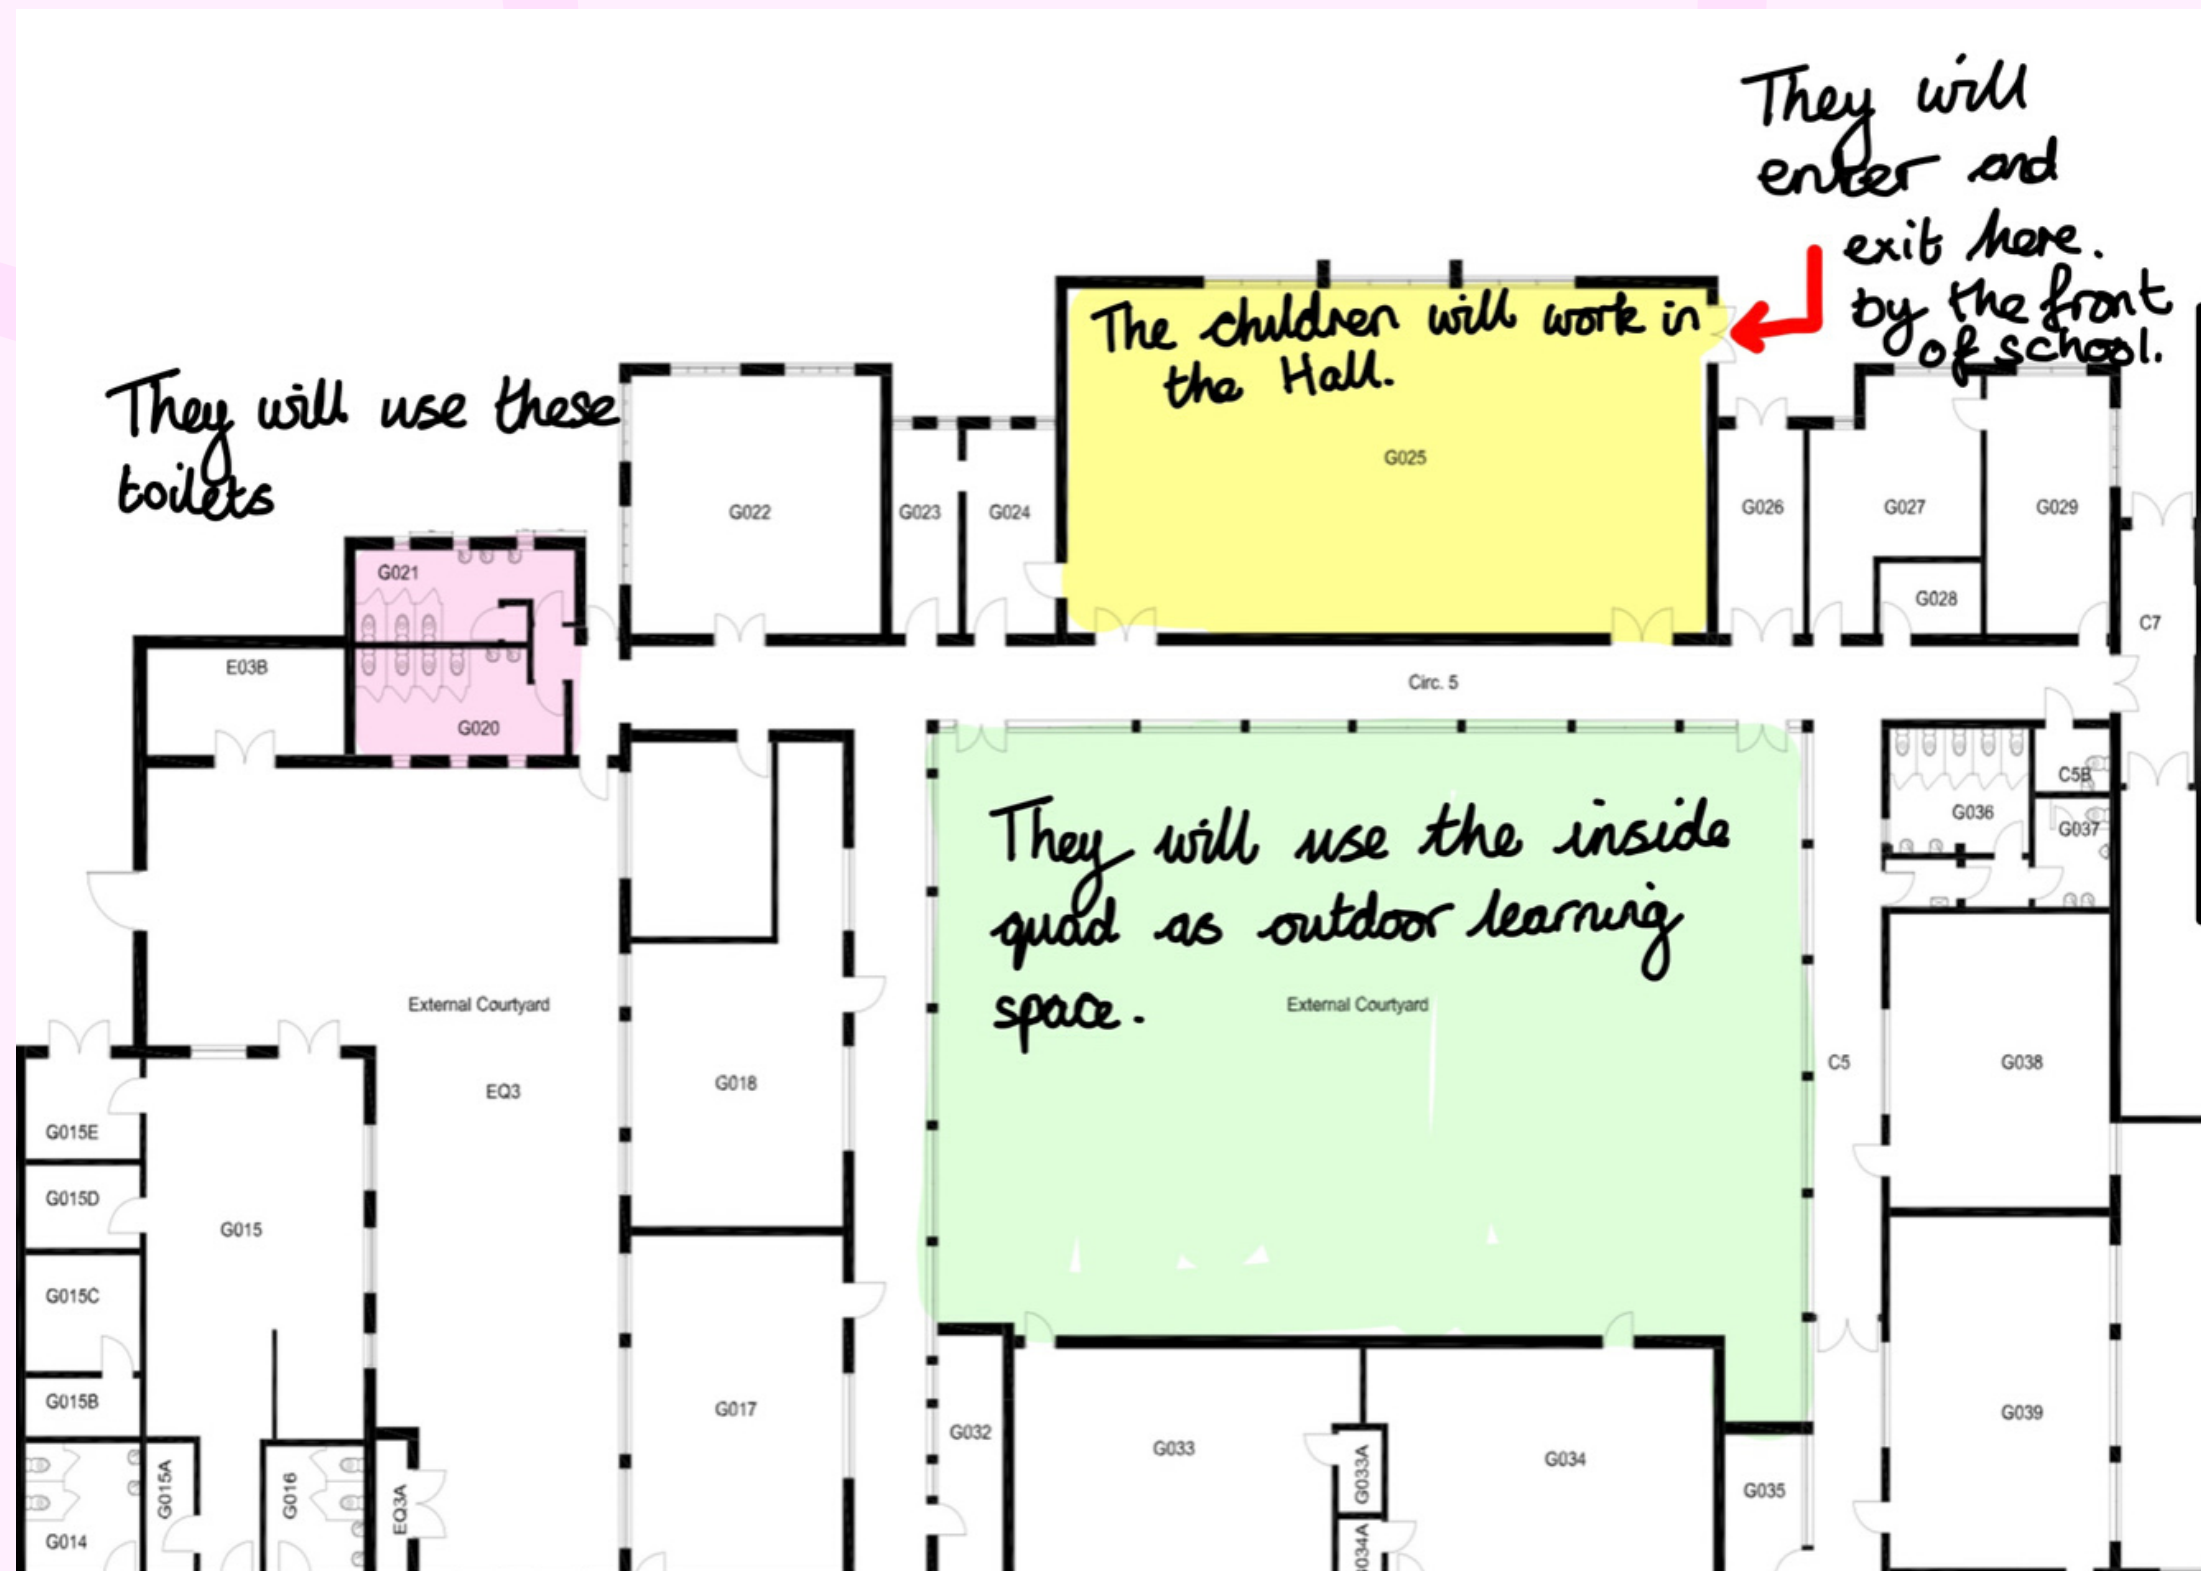 They will
enter and
exit here.
by the front
of school.
The children will work in
the Hall.
They will use these
toilets
G025
G022
G023
G024
G026
G027
G029
G028
C7
G021
E03B
G020
Circ. 5
They will use the inside
quad as outdoor learning
space.
External Courtyard
External Courtyard
EQ3
G018
C5B
G036
G037
C5
G038
G015E
G015D
G015
G015C
G015B
G017
G039
G032
G033
G033A
G034
G035
G015A
G016
EQ3A
G014
034A